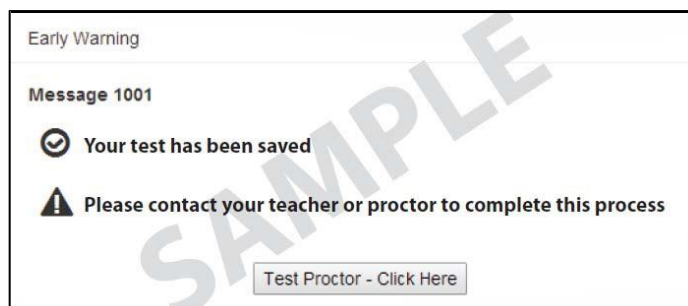 Early Warning
Message 1001
Your test has been saved
Please contact your teacher or proctor to complete this process
Test Proctor - Click Here
SAMPLE